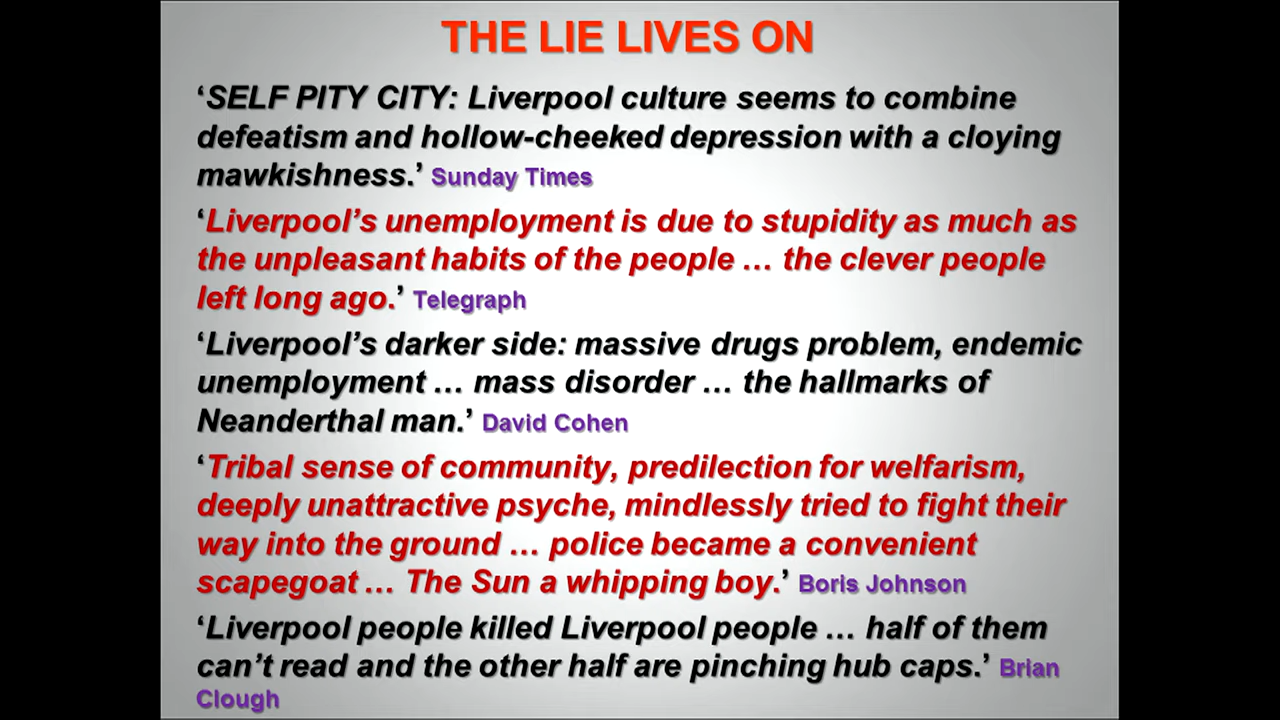 THE LIE LIVES ON
‘SELF PITY CITY: Liverpool culture seems to combine
defeatism and hollow-cheeked depression with a cloying
mawkishness.’ Sunday Times
‘Liverpool’s unemployment is due to stupidity as much as
the unpleasant habits of the people … the clever people
left long ago.’ Telegraph
‘Liverpool’s darker side: massive drugs problem, endemic
unemployment … mass disorder … the hallmarks of
Neanderthal man.’ David Cohen
‘Tribal sense of community, predilection for welfarism,
deeply unattractive psyche, mindlessly tried to fight their
way into the ground … police became a convenient
scapegoat … The Sun a whipping boy.’ Boris Johnson
‘Liverpool people killed Liverpool people … half of them
can’t read and the other half are pinching hub caps.’ Brian
Clough